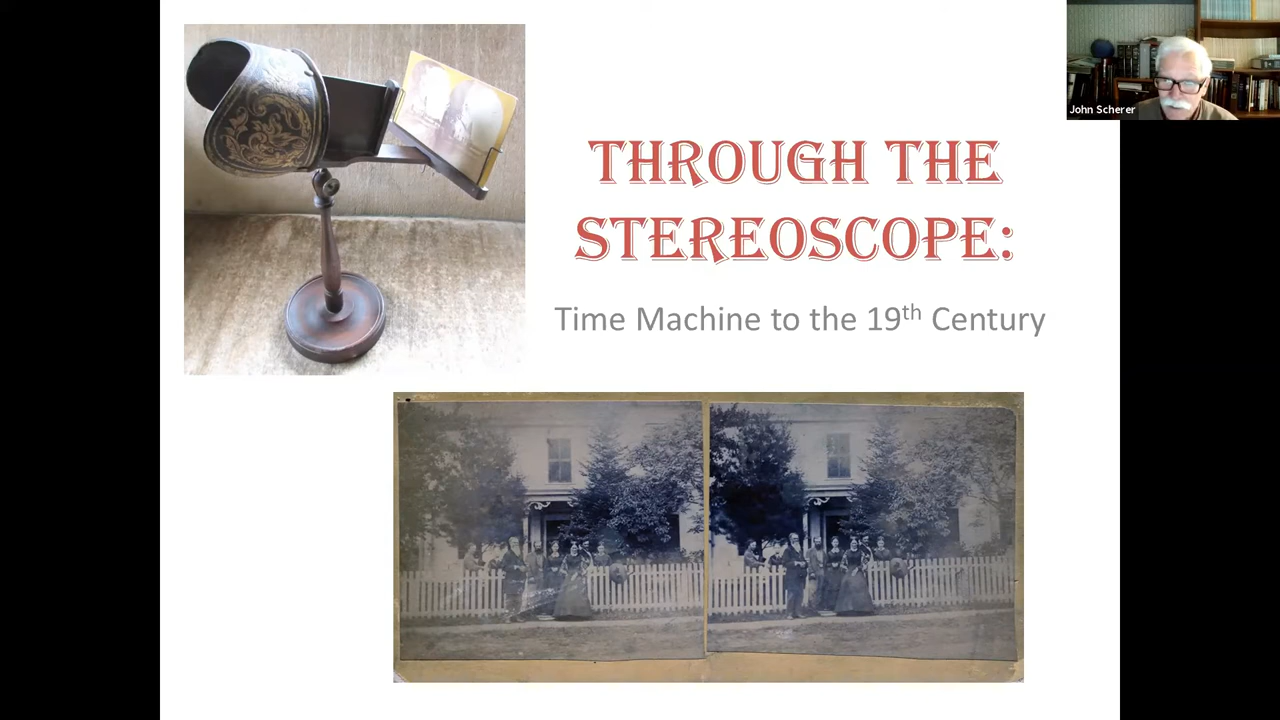 John Scherer
THROUGH THE
STEREOSCOPE:
Time Machine to the 19th Century